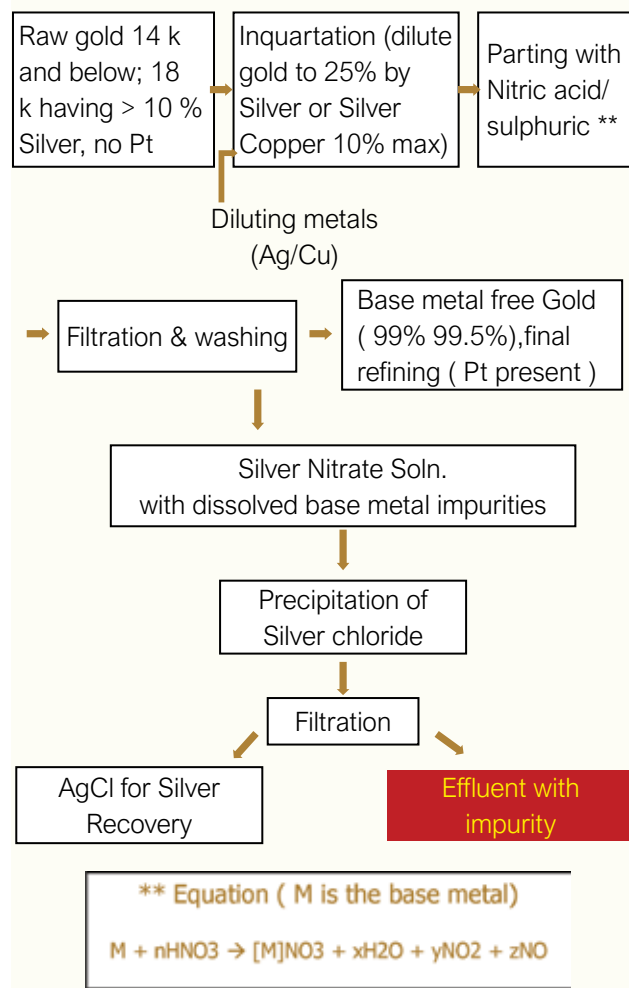 Raw gold 14 k
and below; 18
k having > 10 %
Silver, no Pt
Inquartation (dilute
gold to 25% by
Silver or Silver
Copper 10% max)
Parting with
Nitric acid/
sulphuric **
Diluting metals
(Ag/Cu)
Filtration & washing
Base metal free Gold
( 99% 99.5%),final
refining ( Pt present )
Silver Nitrate Soln.
with dissolved base metal impurities
Precipitation of
Silver chloride
Filtration
AgCl for Silver
Recovery
Effluent with
impurity
** Equation ( M is the base metal)
M + nHNO3 → [M]NO3 + xH2O + yNO2 + zNO